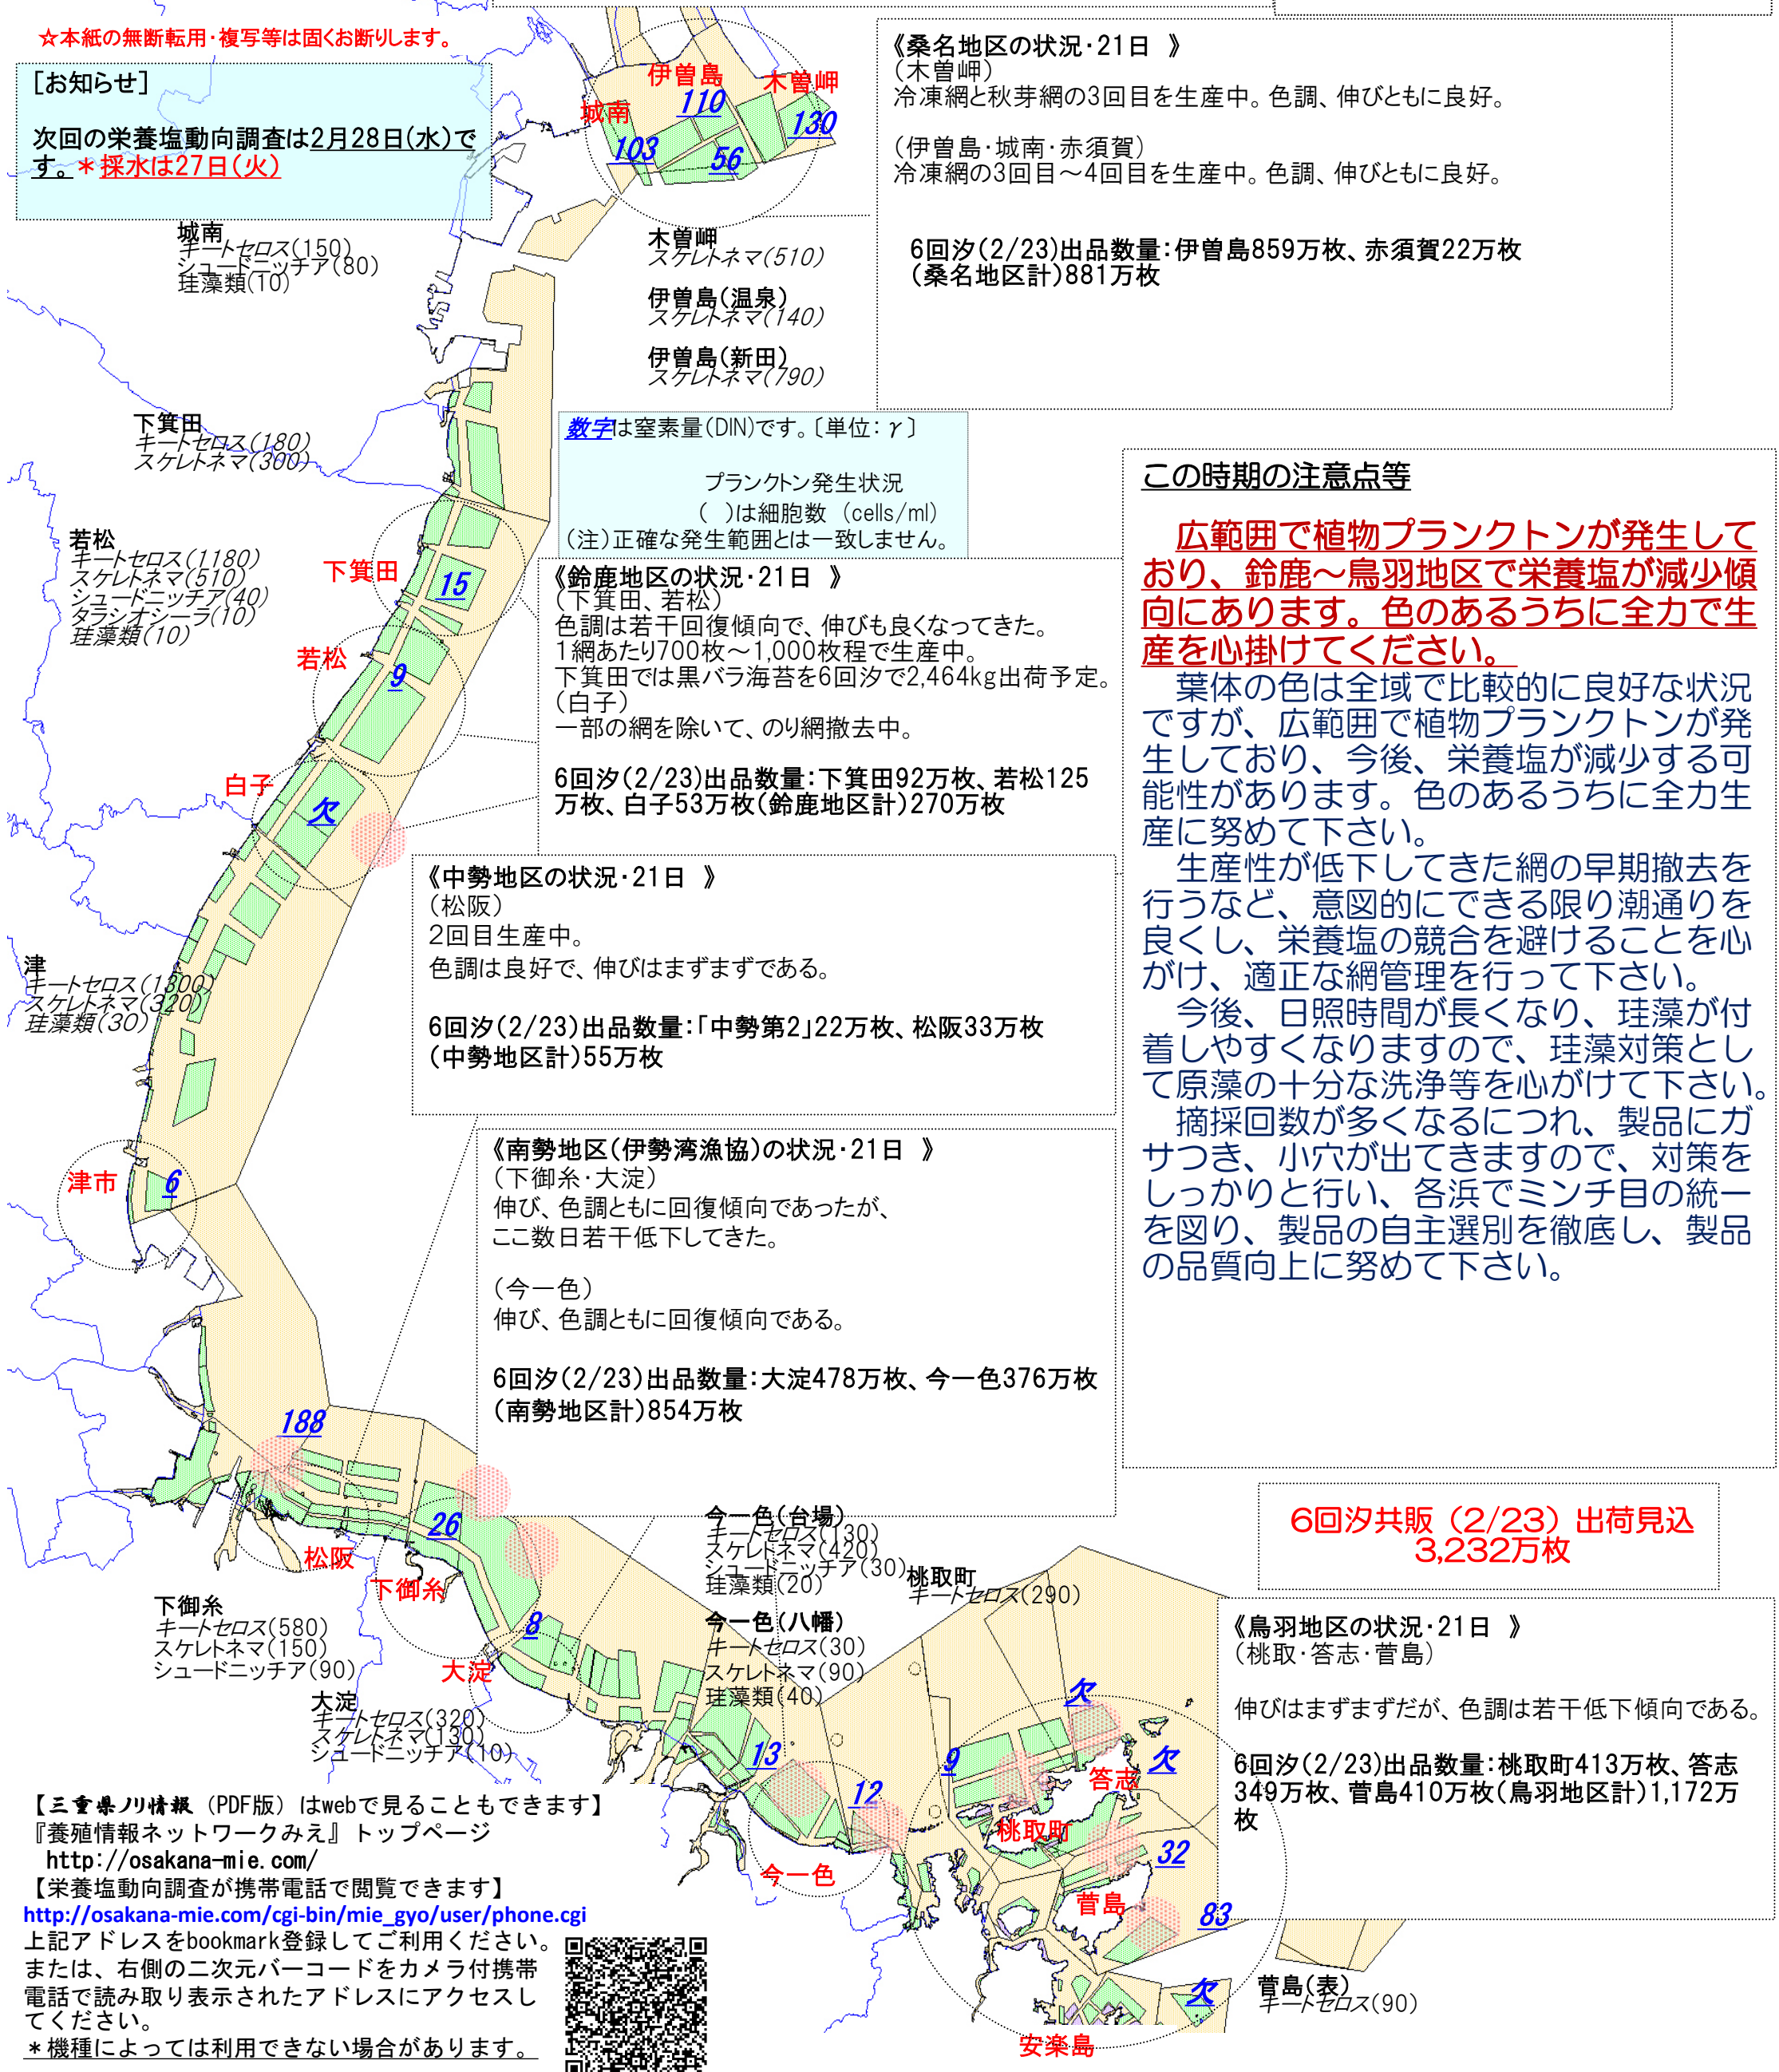 ☆本紙の無断転用・複写等は固くお断りします。
[お知らせ]
次回の栄養塩動向調査は2月28日(水)で
す。＊採水は27日(火)
伊曽島
木曽岬
城南
110
130
103
56
《桑名地区の状況・21日 》
(木曽岬)
冷凍網と秋芽網の3回目を生産中。色調、伸びともに良好。
(伊曽島・城南・赤須賀)
冷凍網の3回目～4回目を生産中。色調、伸びともに良好。
6回汐(2/23)出品数量：伊曽島859万枚、赤須賀22万枚
(桑名地区計)881万枚
城南
キートセロス(150)
シュードニッチア(80)
珪藻類(10)
木曽岬
スケレトネマ(510)
伊曽島(温泉)
スケレトネマ(140)
伊曽島(新田)
スケレトネマ(790)
下箕田
キートセロス(180)
スケレトネマ(300)
数字は窒素量(DIN)です。〔単位：γ〕
プランクトン発生状況
( )は細胞数 (cells/ml)
(注)正確な発生範囲とは一致しません。
若松
キートセロス(1180)
スケレトネマ(510)
シュードニッチア(40)
タラシオシーラ(10)
珪藻類(10)
下箕田
15
若松
9
白子
欠
《鈴鹿地区の状況・21日 》
(下箕田、若松)
色調は若干回復傾向で、伸びも良くなってきた。
1網あたり700枚～1,000枚程で生産中。
下箕田では黒バラ海苔を6回汐で2,464kg出荷予定。
(白子)
一部の網を除いて、のり網撤去中。
6回汐(2/23)出品数量：下箕田92万枚、若松125
万枚、白子53万枚(鈴鹿地区計)270万枚
この時期の注意点等
広範囲で植物プランクトンが発生して
おり、鈴鹿～鳥羽地区で栄養塩が減少傾
向にあります。色のあるうちに全力で生
産を心掛けてください。
葉体の色は全域で比較的に良好な状況
ですが、広範囲で植物プランクトンが発
生しており、今後、栄養塩が減少する可
能性があります。色のあるうちに全力生
産に努めて下さい。
生産性が低下してきた網の早期撤去を
行うなど、意図的にできる限り潮通りを
良くし、栄養塩の競合を避けることを心
がけ、適正な網管理を行って下さい。
今後、日照時間が長くなり、珪藻が付
着しやすくなりますので、珪藻対策とし
て原藻の十分な洗浄等を心がけて下さい。
摘採回数が多くなるにつれ、製品にガ
サつき、小穴が出てきますので、対策を
しっかりと行い、各浜でミンチ目の統一
を図り、製品の自主選別を徹底し、製品
の品質向上に努めて下さい。
《中勢地区の状況・21日 》
(松阪)
2回目生産中。
色調は良好で、伸びはまずまずである。
6回汐(2/23)出品数量：「中勢第2」22万枚、松阪33万枚
(中勢地区計)55万枚
津
キートセロス(1300)
スケレトネマ(320)
珪藻類(30)
津市
6
《南勢地区(伊勢湾漁協)の状況・21日 》
(下御糸・大淀)
伸び、色調ともに回復傾向であったが、
ここ数日若干低下してきた。
(今一色)
伸び、色調ともに回復傾向である。
6回汐(2/23)出品数量：大淀478万枚、今一色376万枚
(南勢地区計)854万枚
188
26
松阪
下御糸
8
大淀
下御糸
キートセロス(580)
スケレトネマ(150)
シュードニッチア(90)
大淀
キートセロス(320)
スケレトネマ(130)
シュードニッチア(10)
今一色(台場)
キートセロス(130)
スケレトネマ(420)
シュードニッチア(30)
珪藻類(20)
今一色(八幡)
キートセロス(30)
スケレトネマ(90)
珪藻類(40)
桃取町
キートセロス(290)
6回汐共販（2/23）出荷見込
3,232万枚
《鳥羽地区の状況・21日 》
(桃取・答志・菅島)
伸びはまずまずだが、色調は若干低下傾向である。
6回汐(2/23)出品数量：桃取町413万枚、答志
349万枚、菅島410万枚(鳥羽地区計)1,172万
枚
欠
欠
9
答志
13
12
桃取町
32
今一色
菅島
83
欠
安楽島
菅島(表)
キートセロス(90)
【三重県ノリ情報（PDF版）はwebで見ることもできます】
『養殖情報ネットワークみえ』トップページ
http://osakana-mie.com/
【栄養塩動向調査が携帯電話で閲覧できます】
http://osakana-mie.com/cgi-bin/mie_gyo/user/phone.cgi
上記アドレスをbookmark登録してご利用ください。
または、右側の二次元バーコードをカメラ付携帯
電話で読み取り表示されたアドレスにアクセスし
てください。
＊機種によっては利用できない場合があります。